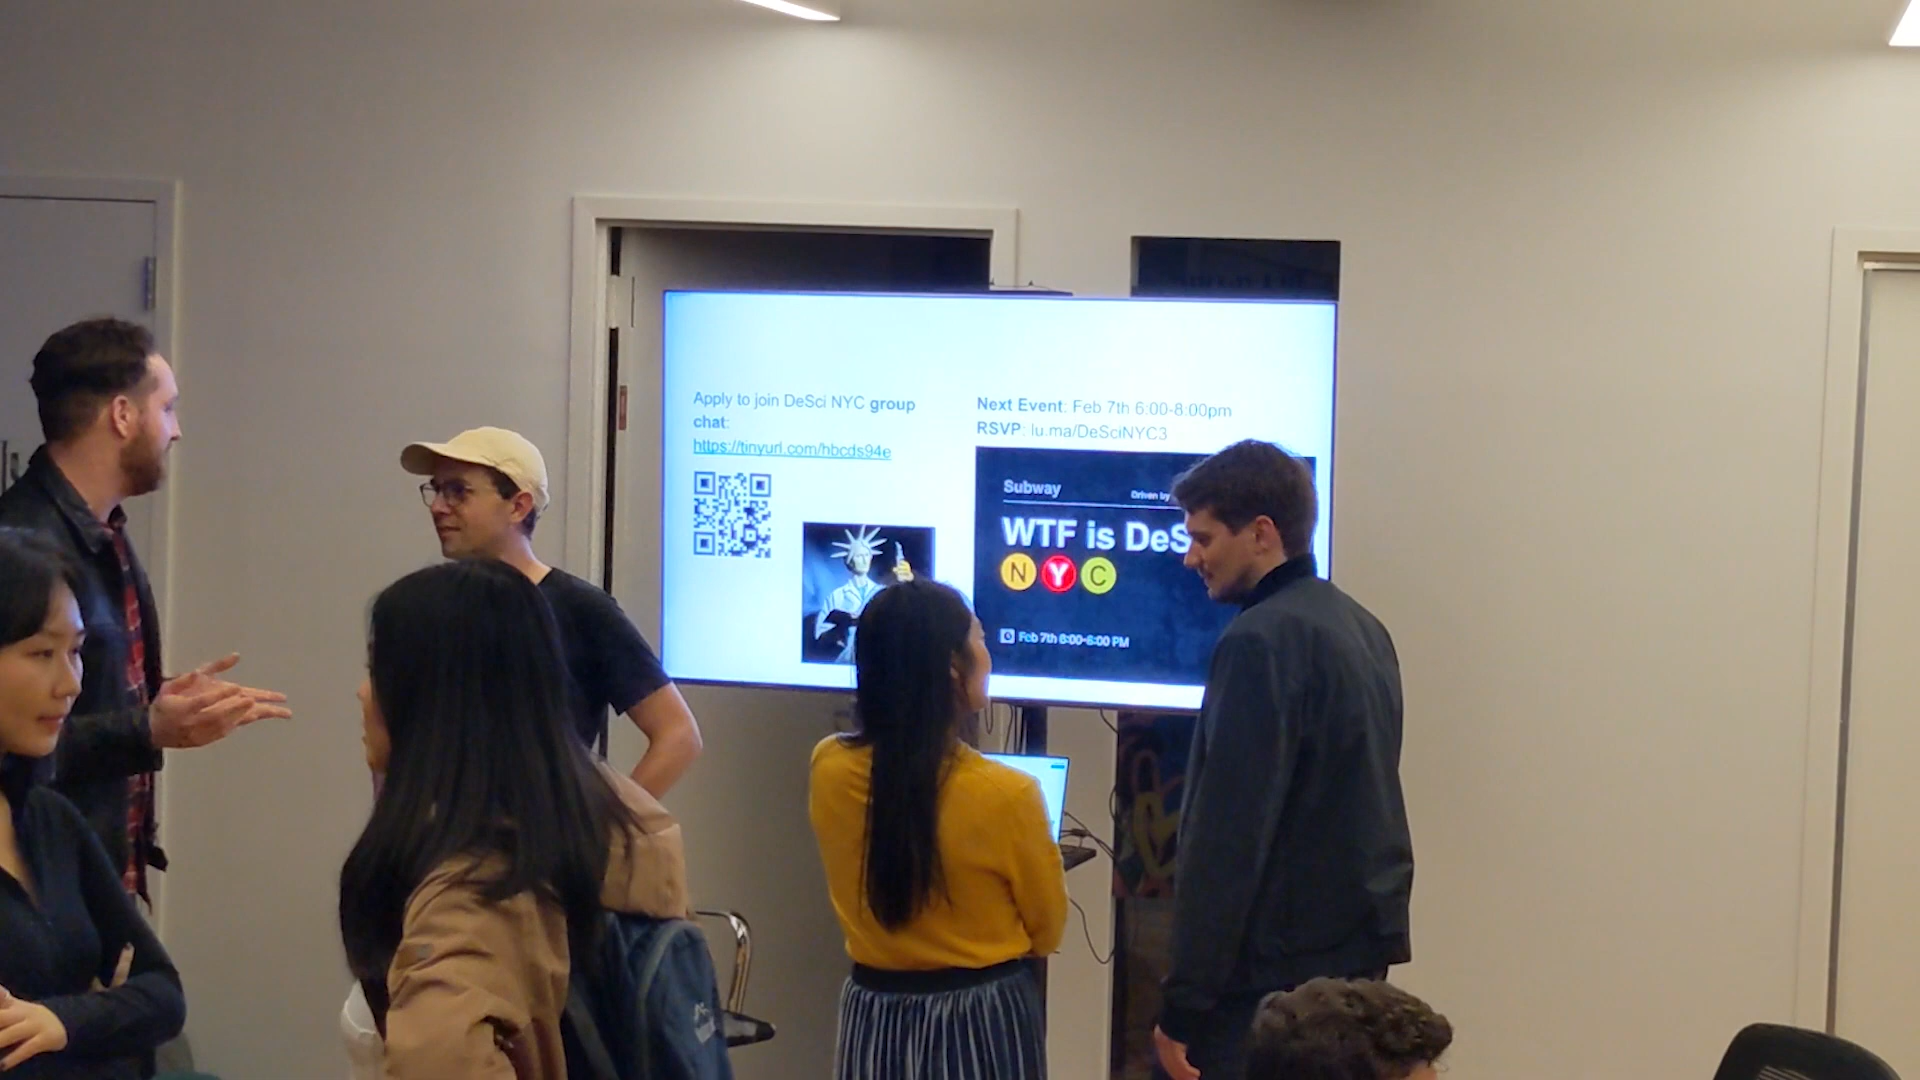 Apply to join DeSci NYC group
chat:
https://tinyurl.com/hbcds94e
Next Event: Feb 7th 6:00-8:00pm
RSVP: lu.ma/DeSciNYC3
Subway
Driven by
WTF is DeS
N Y C
Feb 7th 6:00-8:00 PM